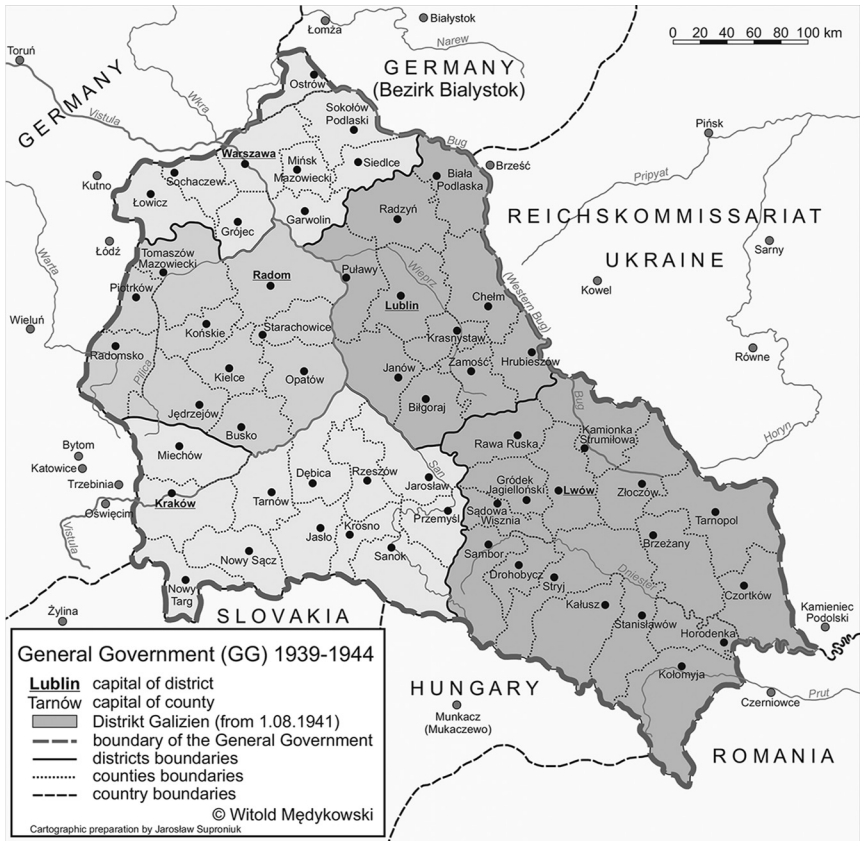 Łomża
Białystok
0 20 40 60 80 100 km
Toruń
Narew
GERMANY
GERMANY
(Bezirk Bialystok)
Wkra
Vistula
Ostrów
Sokołów
Podlaski
Pińsk
Bug
Warszawa
Mińsk
Mazowiecki
Siedlce
Brześć
Biała
Podlaska
Pripyat
Kutno
Sochaczew
Łowicz
Radzyń
Garwolin
Grójec
REICHSKOMMISSARIAT
UKRAINE
Sarny
Łódź
Warta
Tomaszów
Mazowiecki
Radom
Puławy
Wieprz
(Western Bug)
Kowel
Piotrków
Lublin
Chełm
Wieluń
Końskie
Starachowice
Krasnystaw
Radomsko
Pilica
Kielce
Opatów
Janów
Zamość
Hrubieszów
Równe
Jędrzejów
Biłgoraj
Bug
Busko
Horyn
Bytom
Miechów
Rawa Ruska
Kamionka
Strumiłowa
Katowice
Trzebinia
Dębica
Rzeszów
San
Jarosław
Gródek
Jagielloński
Lwów
Złoczów
Kraków
Tarnów
Oświęcim
Sądowa
Wisznia
Tarnopol
Vistula
Przemyśl
Jasło
Krosno
Sanok
Sambor
Brzeżany
Nowy Sącz
Drohobycz
Stryj
Dniester
Nowy
Targ
Czortków
Kałusz
Stanisławów
Żylina
SLOVAKIA
Kamieniec
Podolski
Horodenka
Kołomyja
HUNGARY
Munkacz
(Mukaczewo)
Czerniowce
Prut
ROMANIA
General Government (GG) 1939-1944
Lublin capital of district
Tarnów capital of county
Distrikt Galizien (from 1.08.1941)
boundary of the General Government
districts boundaries
counties boundaries
country boundaries
© Witold Mędykowski
Cartographic preparation by Jarosław Suproniuk